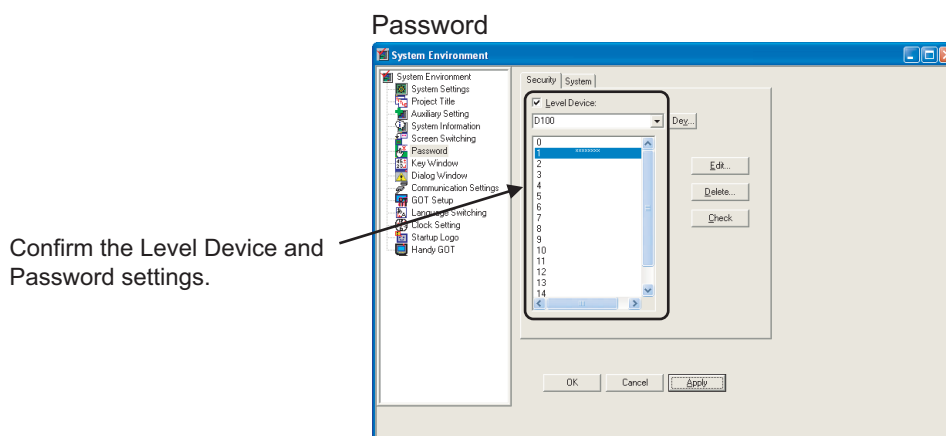 Password
System Environment
System Environment
System Settings
Project Title
Auxiliary Setting
System Information
Screen Switching
Password
Key Window
Dialog Window
Communication Settings
GOT Setup
Language Switching
Clock Setting
Startup Logo
Handy GOT
Security
System
Level Device:
D100
Dev...
0
1 ********
2
3
4
5
6
7
8
9
10
11
12
13
14
Edit...
Delete...
Check
OK
Cancel
Apply
Confirm the Level Device and
Password settings.